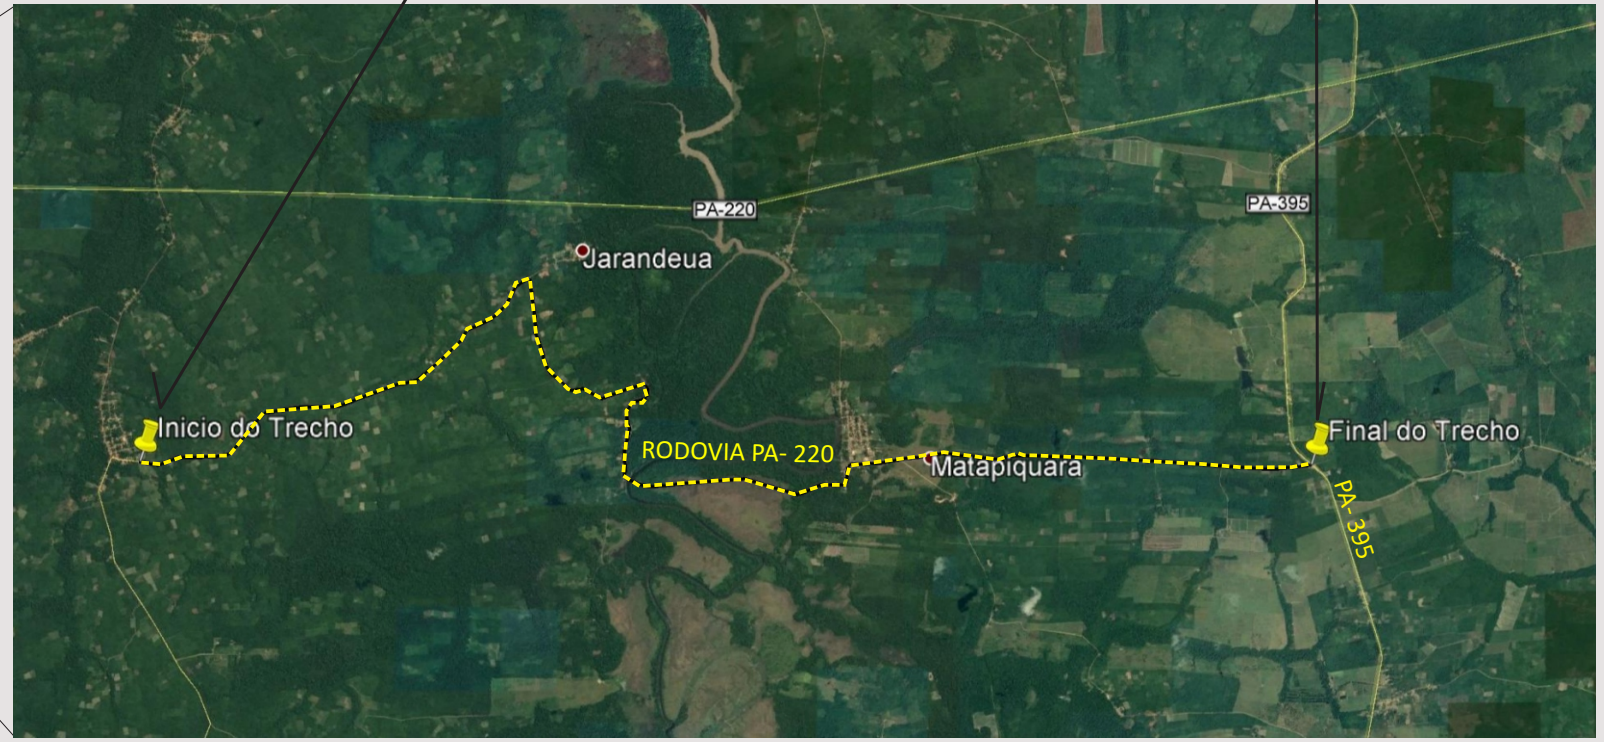 PA-220
PA-395
Jarandeua
Inicio do Trecho
Final do Trecho
RODOVIA PA- 220
Matapiquara
PA- 395